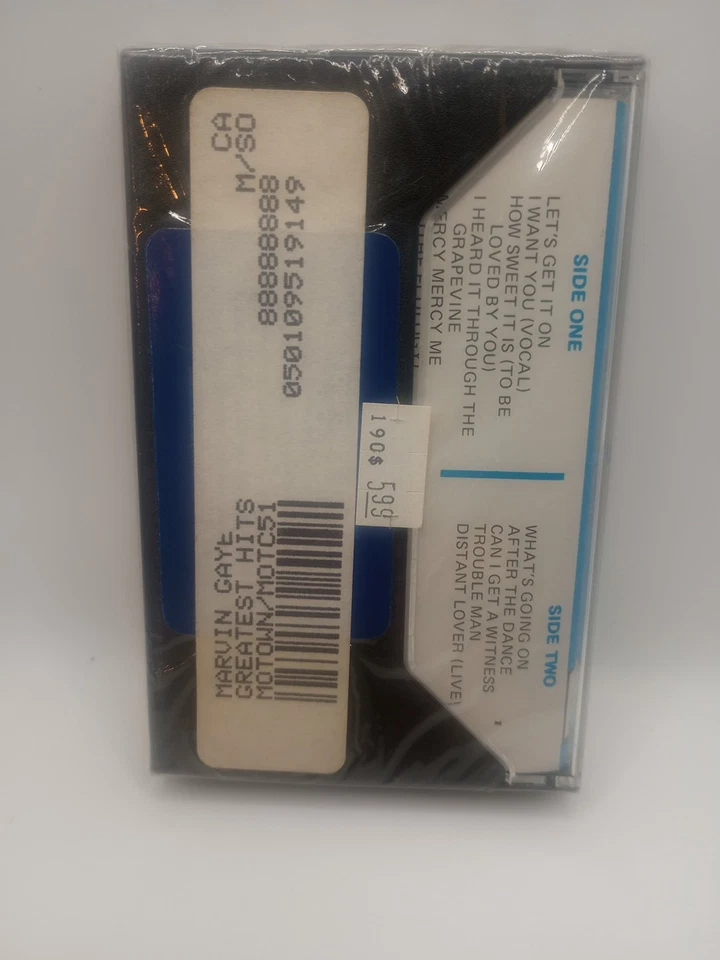 SIDE ONE
LET'S GET IT ON
I WANT YOU (VOCAL)
HOW SWEET IT IS (TO BE
LOVED BY YOU)
I HEARD IT THROUGH THE
GRAPEVINE
MERCY MERCY ME
SIDE TWO
WHAT'S GOING ON
AFTER THE DANCE
CAN I GET A WITNESS
TROUBLE MAN
DISTANT LOVER (LIVE)
190$ 599
CA
M/SO
88888888
050109519149
MARVIN GAYE
GREATEST HITS
MOTOWN/MOTC51